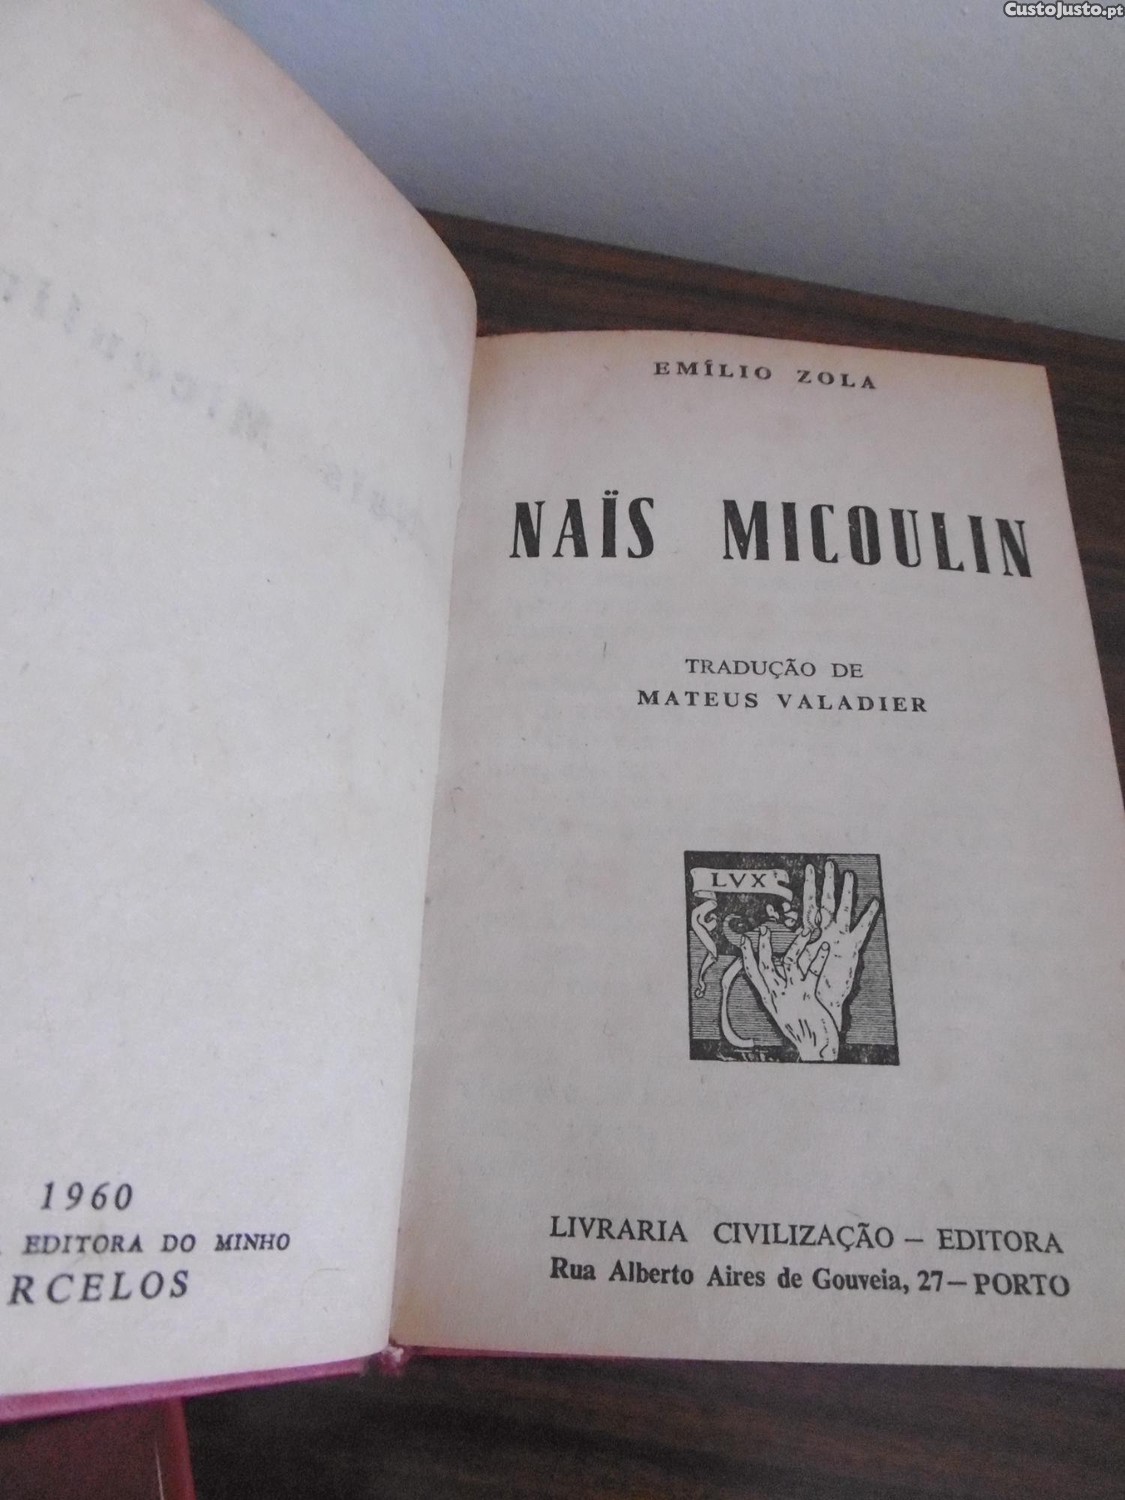 CustoJusto.pt
1960
EDITORA DO MINHO
RCELOS
EMÍLIO ZOLA
NAÏS MICOULIN
TRADUÇÃO DE
MATEUS VALADIER
LVX
LIVRARIA CIVILIZAÇÃO — EDITORA
Rua Alberto Aires de Gouveia, 27 — PORTO